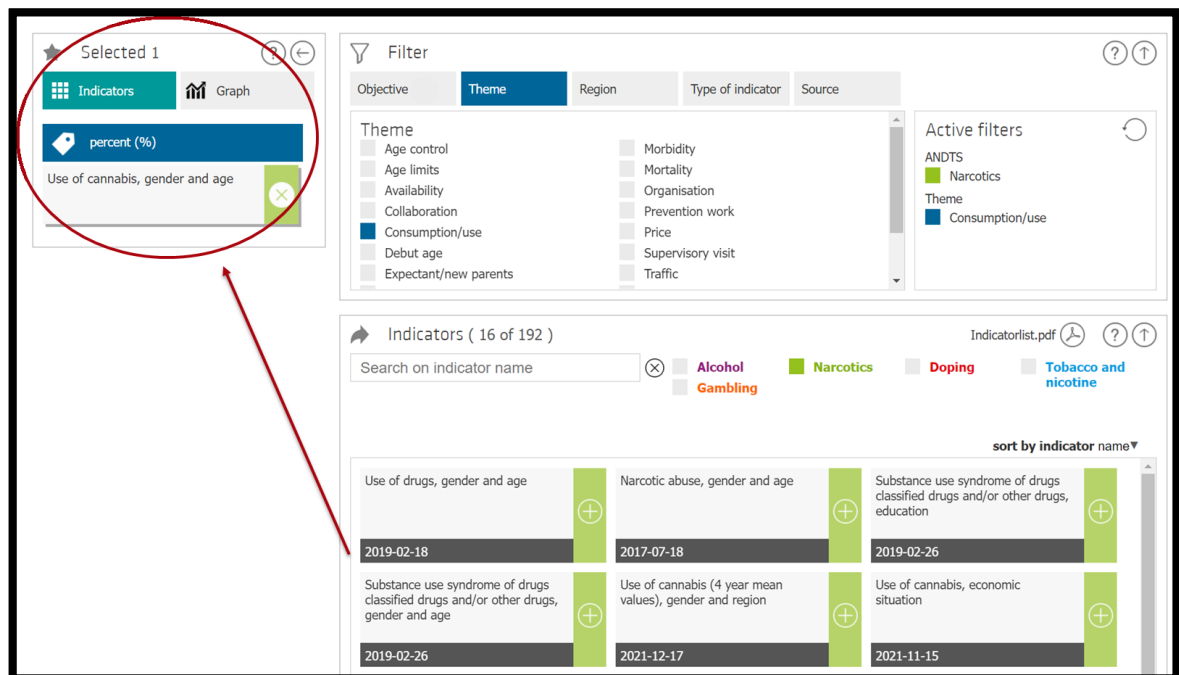 Selected 1
?
Indicators
Graph
percent (%)
Use of cannabis, gender and age
Filter
?
Objective
Theme
Region
Type of indicator
Source
Theme
Age control
Age limits
Availability
Collaboration
Consumption/use
Debut age
Expectant/new parents
Morbidity
Mortality
Organisation
Prevention work
Price
Supervisory visit
Traffic
Active filters
ANDTS
Narcotics
Theme
Consumption/use
Indicators ( 16 of 192 )
Indicatorlist.pdf
?
Search on indicator name
Alcohol
Narcotics
Doping
Tobacco and
nicotine
Gambling
sort by indicator name▼
Use of drugs, gender and age
2019-02-18
Narcotic abuse, gender and age
2017-07-18
Substance use syndrome of drugs
classified drugs and/or other drugs,
education
2019-02-26
Substance use syndrome of drugs
classified drugs and/or other drugs,
gender and age
2019-02-26
Use of cannabis (4 year mean
values), gender and region
2021-12-17
Use of cannabis, economic
situation
2021-11-15